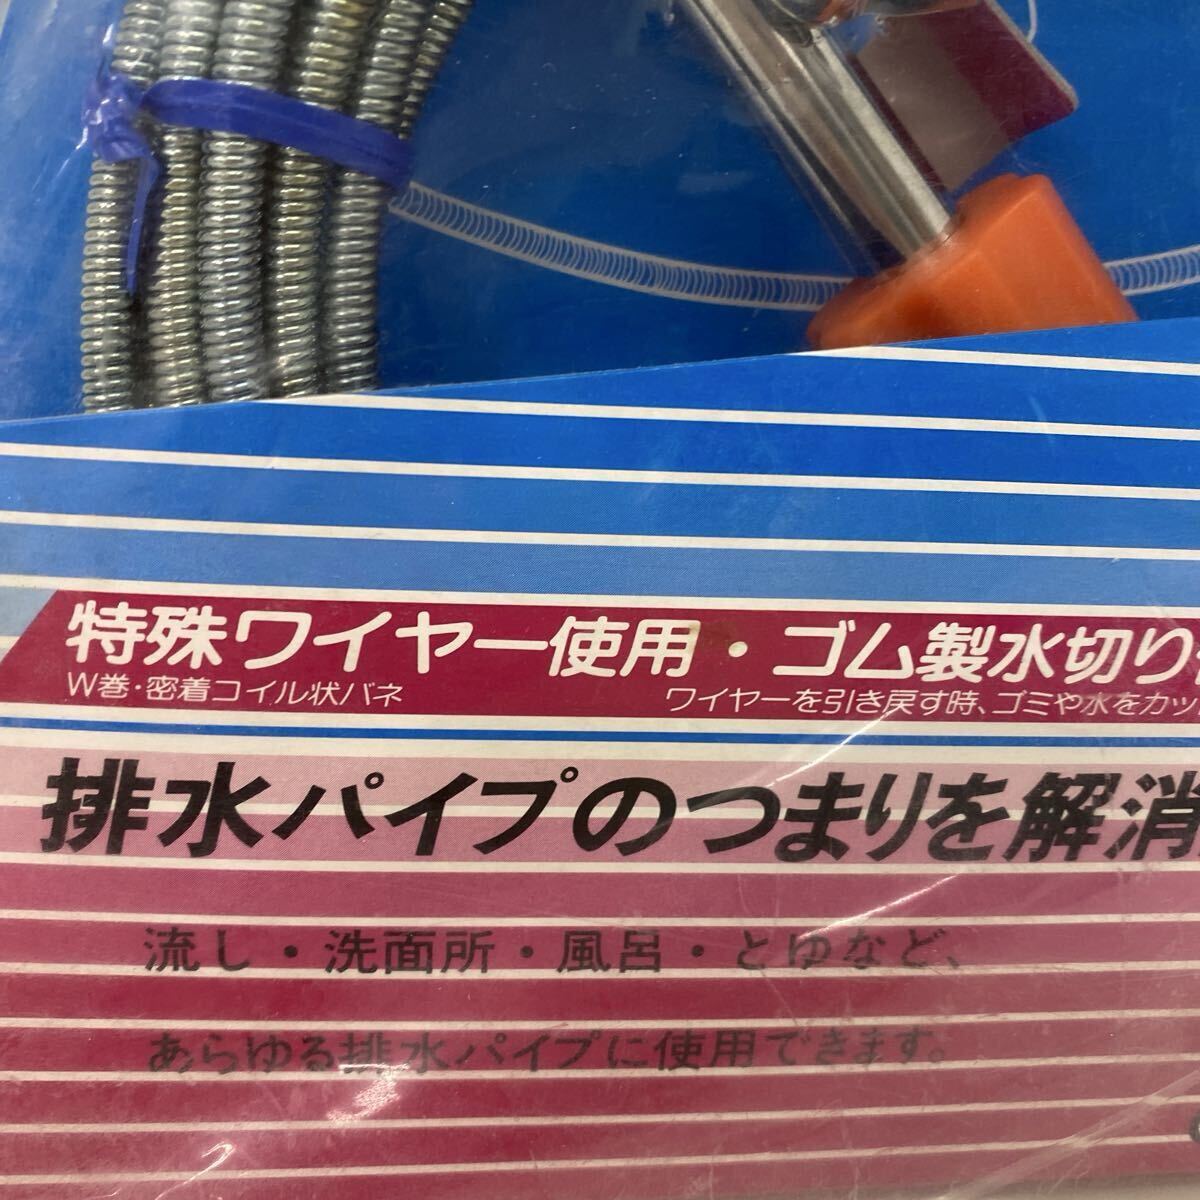 特殊ワイヤー使用・ゴム製水切り
W巻・密着コイル状バネ
ワイヤーを引き戻す時、ゴミや水をカッ
排水パイプのつまりを解消
流し・洗面所・風呂・とゆなど、
あらゆる排水パイプに使用できます。